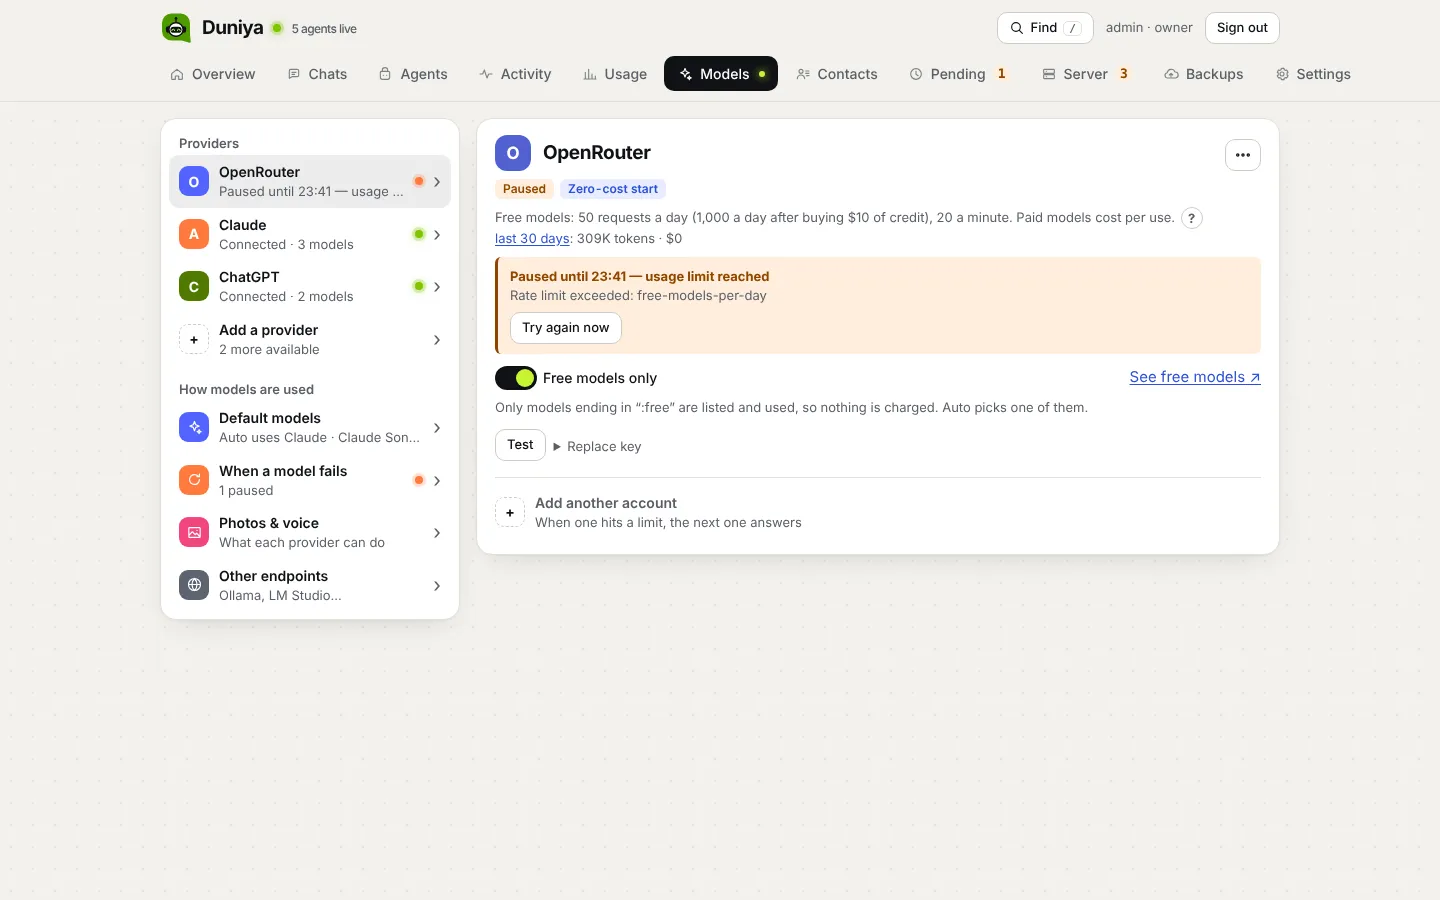 Duniya 5 agents live
Find / admin · owner Sign out
Overview Chats Agents Activity Usage Models Contacts Pending 1 Server 3 Backups Settings
Providers
O OpenRouter
Paused until 23:41 — usage ...
A Claude
Connected · 3 models
C ChatGPT
Connected · 2 models
+ Add a provider
2 more available
How models are used
Default models
Auto uses Claude · Claude Son...
When a model fails
1 paused
Photos & voice
What each provider can do
Other endpoints
Ollama, LM Studio...
O OpenRouter
Paused Zero-cost start
Free models: 50 requests a day (1,000 a day after buying $10 of credit), 20 a minute. Paid models cost per use. ?
last 30 days: 309K tokens · $0
Paused until 23:41 — usage limit reached
Rate limit exceeded: free-models-per-day
Try again now
Free models only See free models ↗
Only models ending in “:free” are listed and used, so nothing is charged. Auto picks one of them.
Test ▶ Replace key
+ Add another account
When one hits a limit, the next one answers